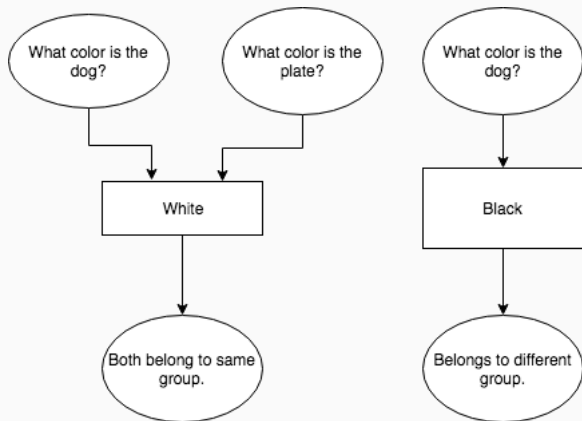 What color is the
dog?
What color is the
plate?
What color is the
dog?
White
Black
Both belong to same
group.
Belongs to different
group.